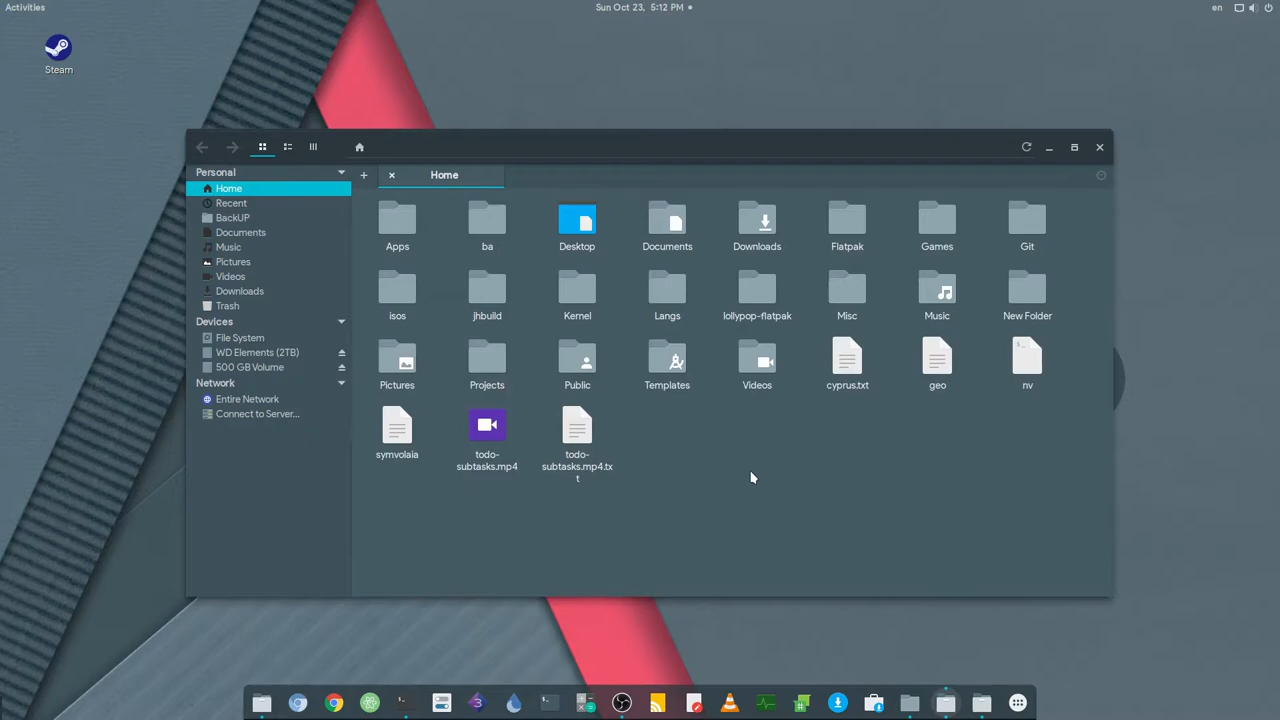 Activities
Sun Oct 23, 5:12 PM
en
Steam
Personal
Home
Recent
BackUP
Documents
Music
Pictures
Videos
Downloads
Trash
Devices
File System
WD Elements (2TB)
500 GB Volume
Network
Entire Network
Connect to Server...
Home
Apps
ba
Desktop
Documents
Downloads
Flatpak
Games
Git
isos
jhbuild
Kernel
Langs
lollypop-flatpak
Misc
Music
New Folder
Pictures
Projects
Public
Templates
Videos
cyprus.txt
geo
nv
symvolaia
todo-
subtasks.mp4
todo-
subtasks.mp4.tx
t
3